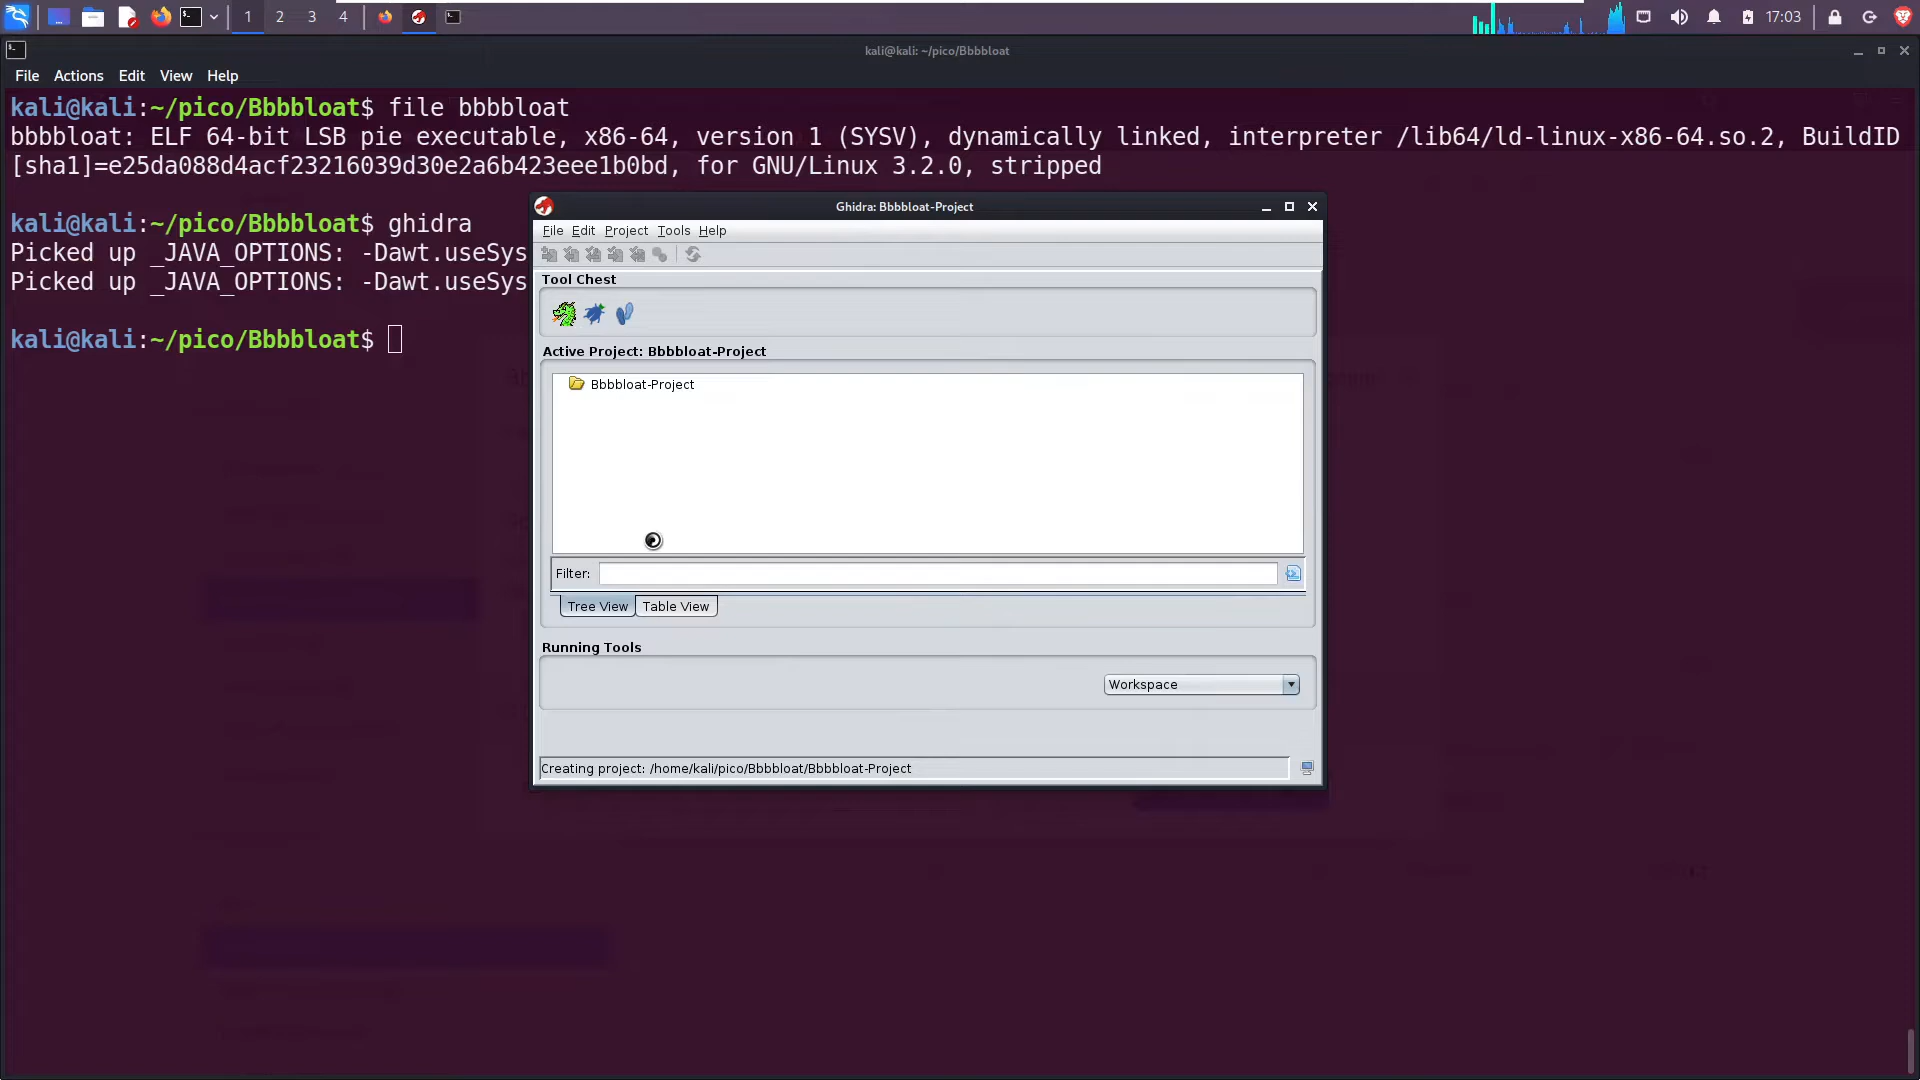 1 2 3 4
17:03
kali@kali: ~/pico/Bbbbloat
File Actions Edit View Help
kali@kali:~/pico/Bbbbloat$ file bbbbloat
bbbbloat: ELF 64-bit LSB pie executable, x86-64, version 1 (SYSV), dynamically linked, interpreter /lib64/ld-linux-x86-64.so.2, BuildID
[sha1]=e25da088d4acf23216039d30e2a6b423eee1b0bd, for GNU/Linux 3.2.0, stripped
kali@kali:~/pico/Bbbbloat$ ghidra
Picked up _JAVA_OPTIONS: -Dawt.useSys
Picked up _JAVA_OPTIONS: -Dawt.useSys
kali@kali:~/pico/Bbbbloat$
Ghidra: Bbbbloat-Project
File Edit Project Tools Help
Tool Chest
Active Project: Bbbbloat-Project
Bbbbloat-Project
Filter:
Tree View Table View
Running Tools
Workspace
Creating project: /home/kali/pico/Bbbbloat/Bbbbloat-Project